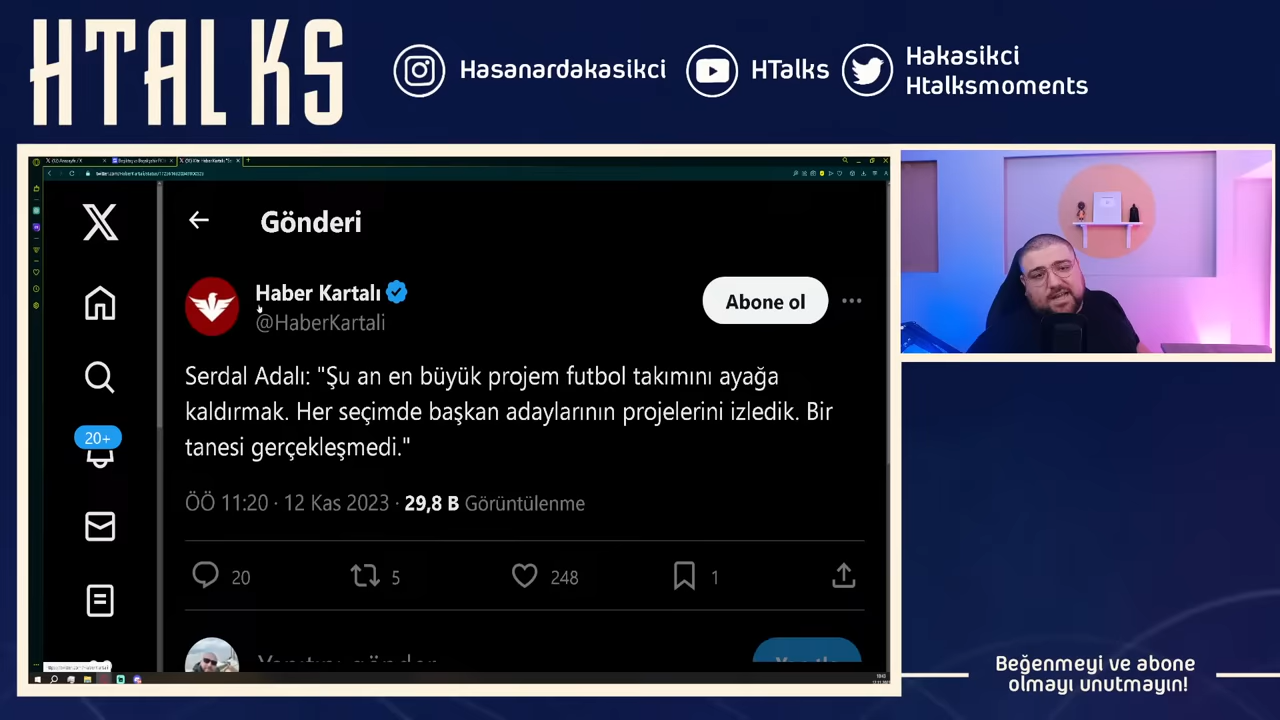 HTALKS
Hasanardakasikci
HTalks
Hakasikci
Htalksmoments
Gönderi
Haber Kartalı
@HaberKartali
Abone ol
Serdal Adalı: "Şu an en büyük projem futbol takımını ayağa
kaldırmak. Her seçimde başkan adaylarının projelerini izledik. Bir
tanesi gerçekleşmedi."
ÖÖ 11:20 · 12 Kas 2023 · 29,8 B Görüntülenme
20+
20
5
248
1
Beğenmeyi ve abone
olmayı unutmayın!